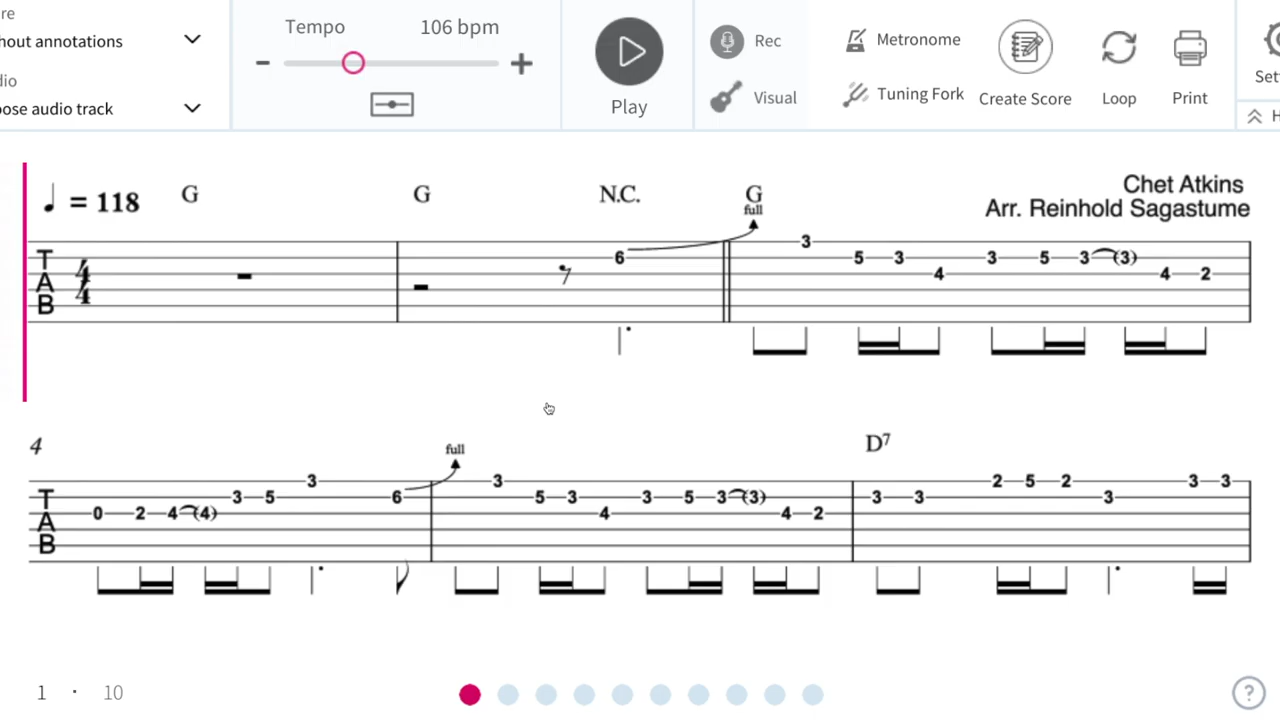 re
hout annotations
dio
ose audio track
Tempo 106 bpm
Play
Rec
Visual
Metronome
Tuning Fork
Create Score
Loop
Print
Set
H
= 118 G G N.C. G
full
Chet Atkins
Arr. Reinhold Sagastume
T
A
B
4
4
6 3 5 3 4 3 5 3 (3) 4 2
4
full
D7
T
A
B
0 2 4 (4) 3 5 3 6 3 5 3 4 3 5 3 (3) 4 2 3 3 2 5 2 3 3 3
1 · 10
?